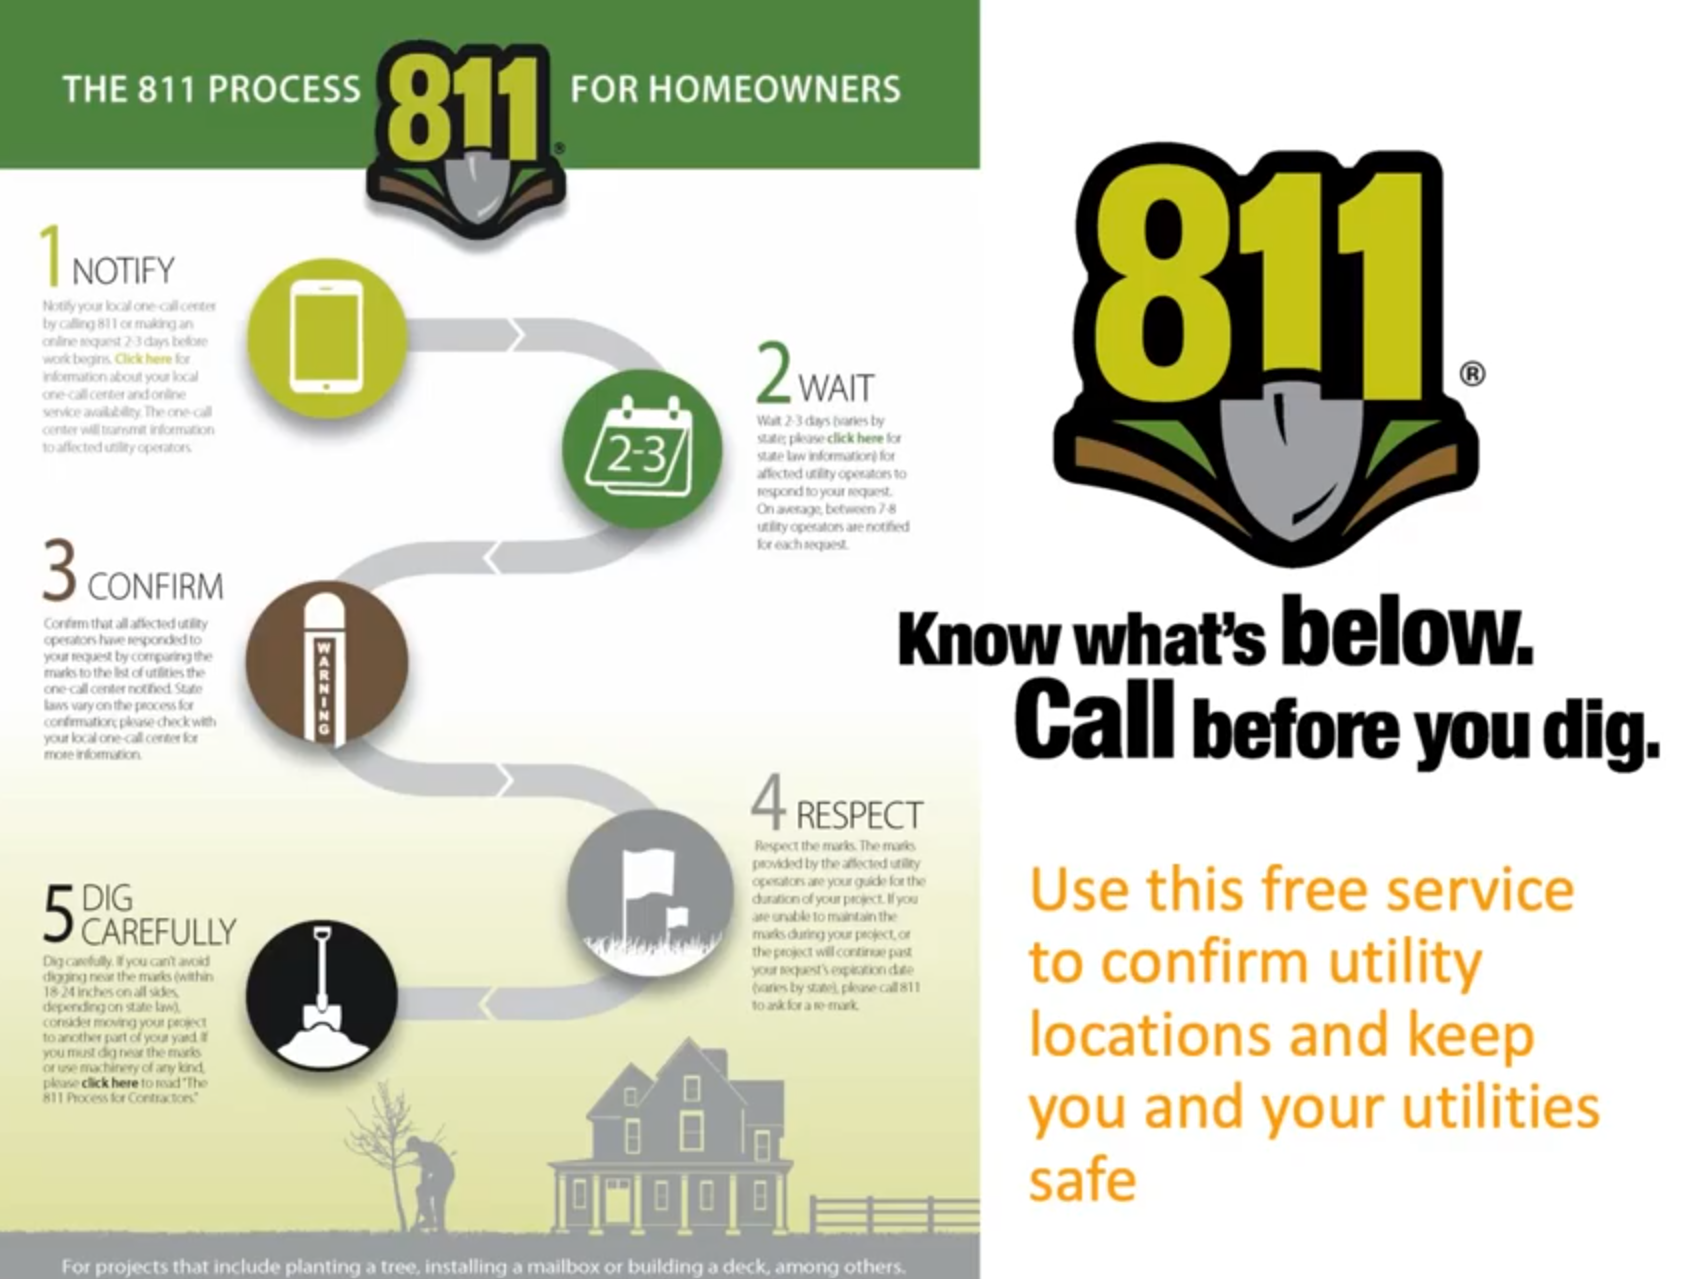 THE 811 PROCESS
811
®
FOR HOMEOWNERS
1 NOTIFY
Notify your local one-call center
by calling 811 or making an
online request 2-3 days before
work begins. Click here for
information about your local
one-call center and online
service availability. The one-call
center will transmit information
to affected utility operators.
2 WAIT
2-3
Wait 2-3 days (varies by
state; please click here for
state law information) for
affected utility operators to
respond to your request.
On average, between 7-8
utility operators are notified
for each request.
3 CONFIRM
Confirm that all affected utility
operators have responded to
your request by comparing the
marks to the list of utilities the
one-call center notified. State
laws vary on the process for
confirmation; please check with
your local one-call center for
more information.
WARNING
4 RESPECT
Respect the marks. The marks
provided by the affected utility
operators are your guide for the
duration of your project. If you
are unable to maintain the
marks during your project, or
the project will continue past
your request's expiration date
(varies by state), please call 811
to ask for a re-mark.
5 DIG
CAREFULLY
Dig carefully. If you can't avoid
digging near the marks (within
18-24 inches on all sides,
depending on state law),
consider moving your project
to another part of your yard. If
you must dig near the marks
or use machinery of any kind,
please click here to read "The
811 Process for Contractors."
For projects that include planting a tree, installing a mailbox or building a deck, among others.
811
®
Know what's below.
Call before you dig.
Use this free service
to confirm utility
locations and keep
you and your utilities
safe